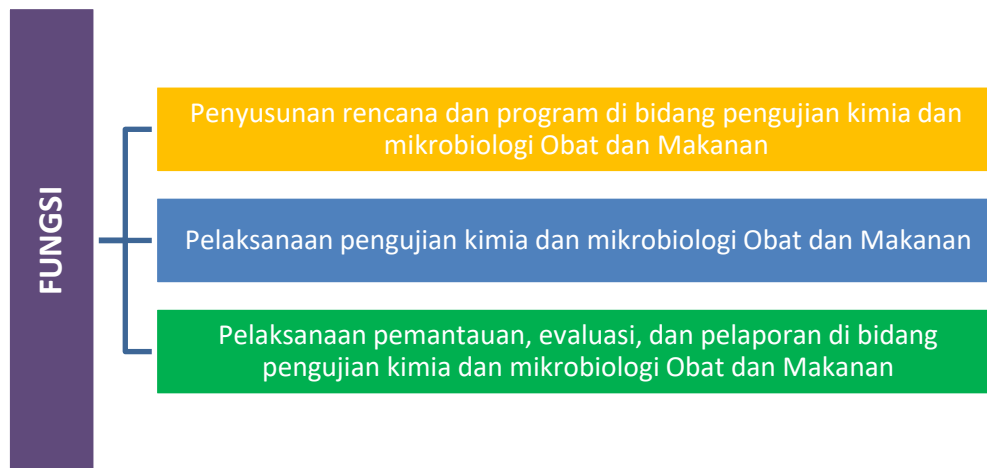 FUNGSI
Penyusunan rencana dan program di bidang pengujian kimia dan
mikrobiologi Obat dan Makanan
Pelaksanaan pengujian kimia dan mikrobiologi Obat dan Makanan
Pelaksanaan pemantauan, evaluasi, dan pelaporan di bidang
pengujian kimia dan mikrobiologi Obat dan Makanan